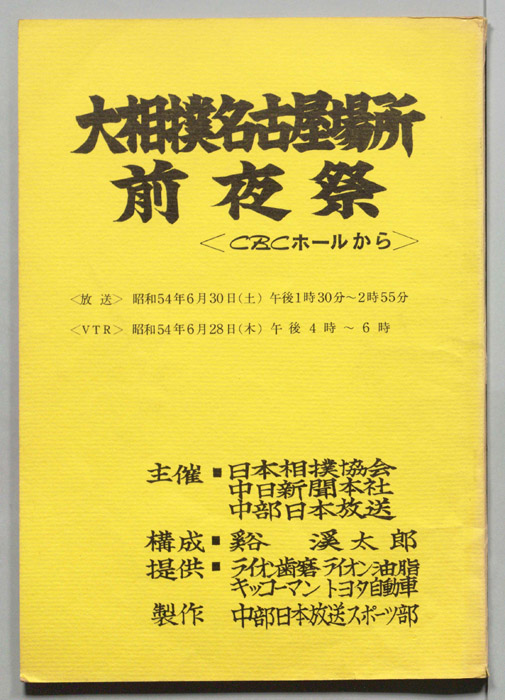 大相撲名古屋場所
前夜祭
<CBCホールから>
<放送> 昭和54年6月30日(土) 午後1時30分~2時55分
<VTR> 昭和54年6月28日(木) 午後4時~6時
主催■日本相撲協会
中日新聞本社
中部日本放送
構成■谿 渓太郎
提供■ライオン歯磨 ライオン油脂
キッコーマン トヨタ自動車
製作 中部日本放送スポーツ部